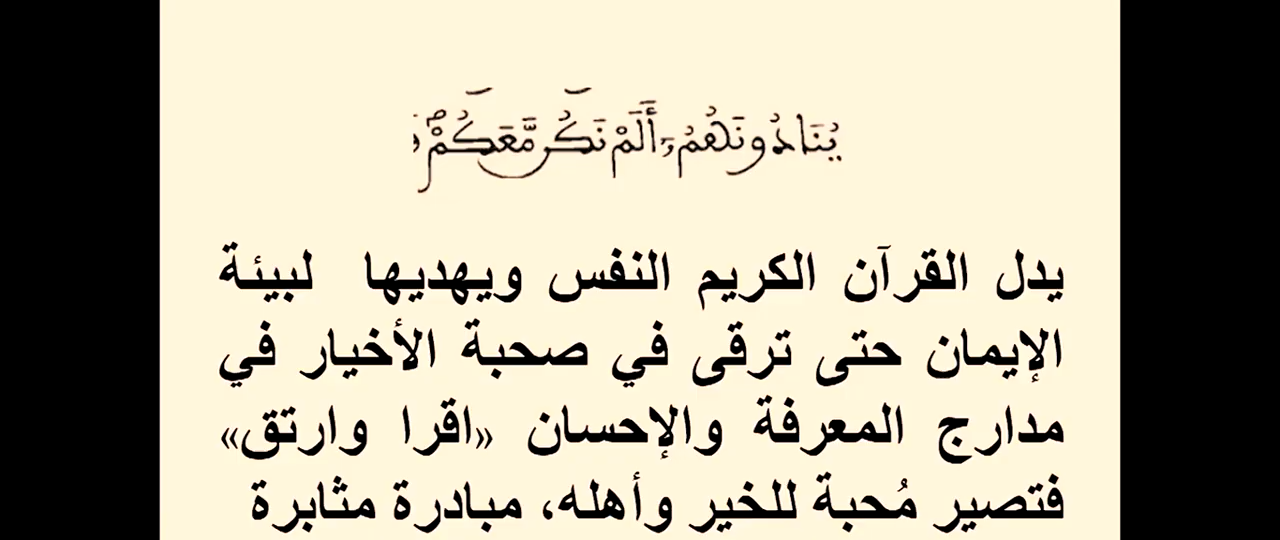 يُنَادُونَهُمُۥٓ أَلَمْ نَكُن مَّعَكُمْ
يدل القرآن الكريم النفس ويهديها لبيئة
الإيمان حتى ترقى في صحبة الأخيار في
مدارج المعرفة والإحسان «اقرا وارتق»
فتصير مُحبة للخير وأهله، مبادرة مثابرة